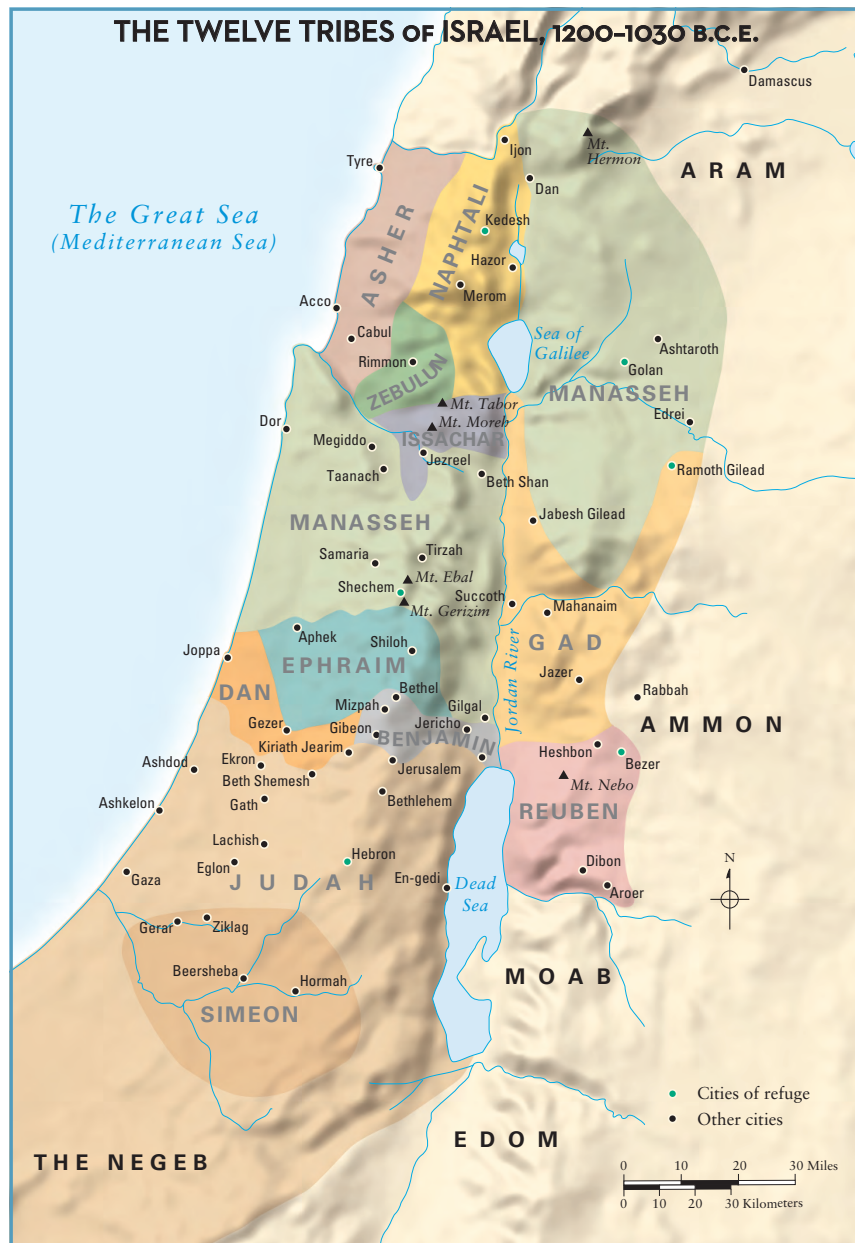 THE TWELVE TRIBES OF ISRAEL, 1200–1030 B.C.E.
Damascus
Ijon
Mt.
Hermon
Tyre
ARAM
Dan
The Great Sea
(Mediterranean Sea)
Kedesh
ASHER
NAPHTALI
Hazor
Merom
Acco
Cabul
Sea of
Galilee
Ashtaroth
Rimmon
Golan
ZEBULUN
MANASSEH
Mt. Tabor
Edrei
Dor
Mt. Moreh
ISSACHAR
Megiddo
Jezreel
Ramoth Gilead
Taanach
Beth Shan
MANASSEH
Jabesh Gilead
Samaria
Tirzah
Mt. Ebal
Shechem
Succoth
Mt. Gerizim
Mahanaim
Aphek
Shiloh
GAD
Joppa
EPHRAIM
Jordan River
Jazer
DAN
Bethel
Rabbah
Mizpah
Gilgal
Gezer
Gibeon
Jericho
AMMON
BENJAMIN
Kiriath Jearim
Heshbon
Ekron
Bezer
Ashdod
Jerusalem
Beth Shemesh
Mt. Nebo
Ashkelon
Gath
Bethlehem
REUBEN
Lachish
Eglon
Hebron
Dibon
Gaza
JUDAH
En-gedi
Dead
Sea
Aroer
N
Gerar
Ziklag
Beersheba
Hormah
MOAB
SIMEON
Cities of refuge
Other cities
EDOM
THE NEGEB
0 10 20 30 Miles
0 10 20 30 Kilometers